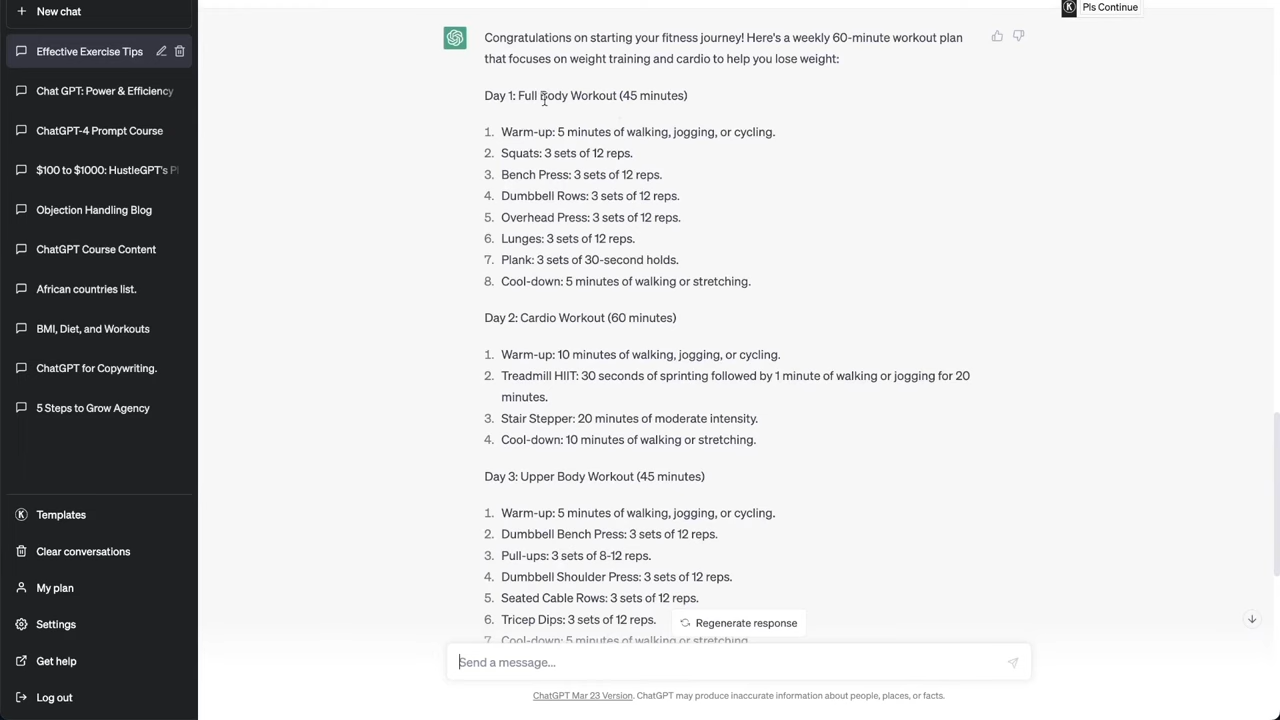 New chat
Effective Exercise Tips
Chat GPT: Power & Efficiency
ChatGPT-4 Prompt Course
$100 to $1000: HustleGPT's P
Objection Handling Blog
ChatGPT Course Content
African countries list.
BMI, Diet, and Workouts
ChatGPT for Copywriting.
5 Steps to Grow Agency
Templates
Clear conversations
My plan
Settings
Get help
Log out
Pls Continue
Congratulations on starting your fitness journey! Here's a weekly 60-minute workout plan
that focuses on weight training and cardio to help you lose weight:
Day 1: Full Body Workout (45 minutes)
1. Warm-up: 5 minutes of walking, jogging, or cycling.
2. Squats: 3 sets of 12 reps.
3. Bench Press: 3 sets of 12 reps.
4. Dumbbell Rows: 3 sets of 12 reps.
5. Overhead Press: 3 sets of 12 reps.
6. Lunges: 3 sets of 12 reps.
7. Plank: 3 sets of 30-second holds.
8. Cool-down: 5 minutes of walking or stretching.
Day 2: Cardio Workout (60 minutes)
1. Warm-up: 10 minutes of walking, jogging, or cycling.
2. Treadmill HIIT: 30 seconds of sprinting followed by 1 minute of walking or jogging for 20
minutes.
3. Stair Stepper: 20 minutes of moderate intensity.
4. Cool-down: 10 minutes of walking or stretching.
Day 3: Upper Body Workout (45 minutes)
1. Warm-up: 5 minutes of walking, jogging, or cycling.
2. Dumbbell Bench Press: 3 sets of 12 reps.
3. Pull-ups: 3 sets of 8-12 reps.
4. Dumbbell Shoulder Press: 3 sets of 12 reps.
5. Seated Cable Rows: 3 sets of 12 reps.
6. Tricep Dips: 3 sets of 12 reps.
7. Cool-down: 5 minutes of walking or stretching.
Regenerate response
Send a message...
ChatGPT Mar 23 Version. ChatGPT may produce inaccurate information about people, places, or facts.